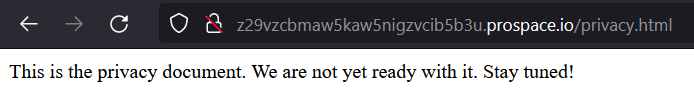 z29vzcbmaw5kaw5nigzvcib5b3u.prospace.io/privacy.html
This is the privacy document. We are not yet ready with it. Stay tuned!